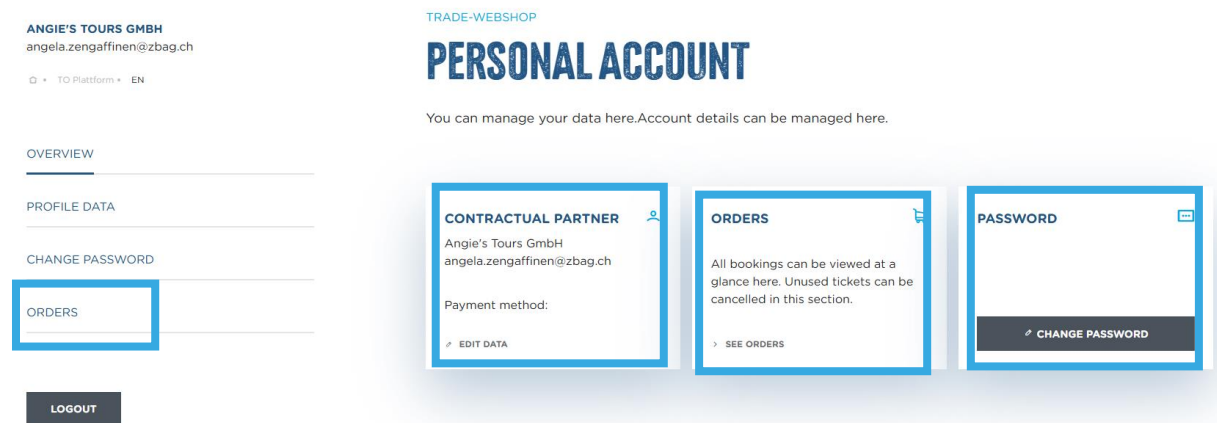 ANGIE'S TOURS GMBH
angela.zengaffinen@zbag.ch
TO Plattform EN
OVERVIEW
PROFILE DATA
CHANGE PASSWORD
ORDERS
LOGOUT
TRADE-WEBSHOP
PERSONAL ACCOUNT
You can manage your data here.Account details can be managed here.
CONTRACTUAL PARTNER
Angie's Tours GmbH
angela.zengaffinen@zbag.ch
Payment method:
EDIT DATA
ORDERS
All bookings can be viewed at a
glance here. Unused tickets can be
cancelled in this section.
> SEE ORDERS
PASSWORD
CHANGE PASSWORD